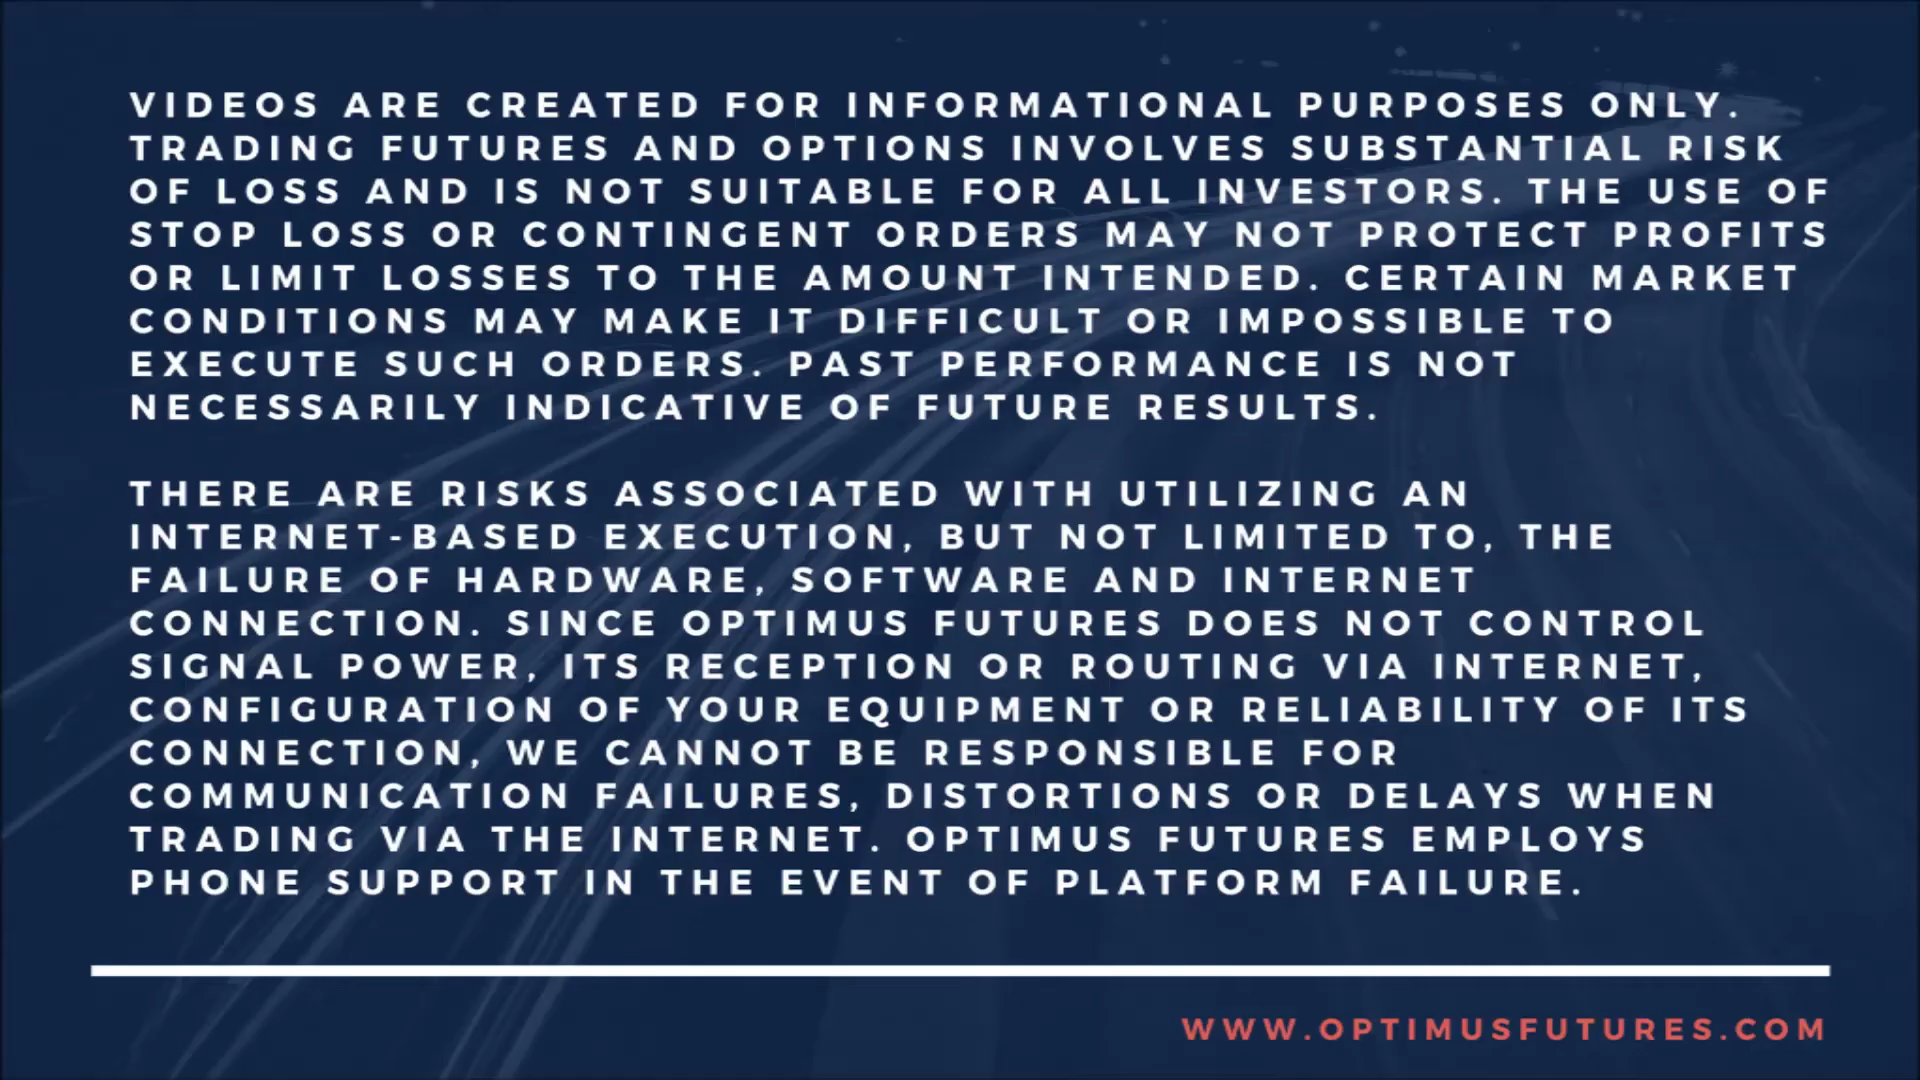 VIDEOS ARE CREATED FOR INFORMATIONAL PURPOSES ONLY.
TRADING FUTURES AND OPTIONS INVOLVES SUBSTANTIAL RISK
OF LOSS AND IS NOT SUITABLE FOR ALL INVESTORS. THE USE OF
STOP LOSS OR CONTINGENT ORDERS MAY NOT PROTECT PROFITS
OR LIMIT LOSSES TO THE AMOUNT INTENDED. CERTAIN MARKET
CONDITIONS MAY MAKE IT DIFFICULT OR IMPOSSIBLE TO
EXECUTE SUCH ORDERS. PAST PERFORMANCE IS NOT
NECESSARILY INDICATIVE OF FUTURE RESULTS.
THERE ARE RISKS ASSOCIATED WITH UTILIZING AN
INTERNET-BASED EXECUTION, BUT NOT LIMITED TO, THE
FAILURE OF HARDWARE, SOFTWARE AND INTERNET
CONNECTION. SINCE OPTIMUS FUTURES DOES NOT CONTROL
SIGNAL POWER, ITS RECEPTION OR ROUTING VIA INTERNET,
CONFIGURATION OF YOUR EQUIPMENT OR RELIABILITY OF ITS
CONNECTION, WE CANNOT BE RESPONSIBLE FOR
COMMUNICATION FAILURES, DISTORTIONS OR DELAYS WHEN
TRADING VIA THE INTERNET. OPTIMUS FUTURES EMPLOYS
PHONE SUPPORT IN THE EVENT OF PLATFORM FAILURE.
WWW.OPTIMUSFUTURES.COM